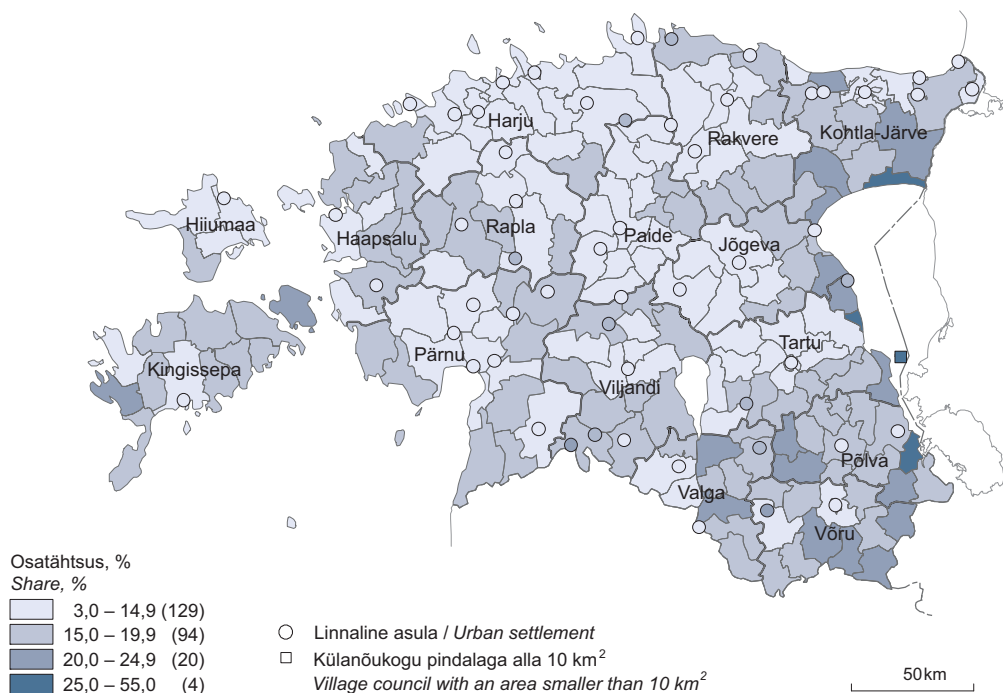 Harju
Rakvere
Kohtla-Järve
Hiiumaa
Haapsalu
Rapla
Paide
Jõgeva
Kingissepa
Pärnu
Viljandi
Tartu
Põlva
Valga
Võru
Osatähtsus, %
Share, %
3,0 – 14,9 (129)
15,0 – 19,9 (94)
20,0 – 24,9 (20)
25,0 – 55,0 (4)
Linnaline asula / Urban settlement
Külanõukogu pindalaga alla 10 km²
Village council with an area smaller than 10 km²
50 km